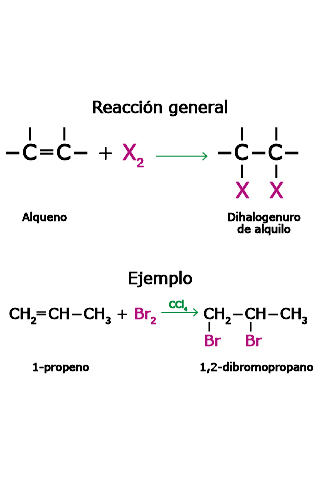 Reacción general
–C=C– + X₂ → –C–C–
X X
Alqueno
Dihalogenuro
de alquilo
Ejemplo
CCl₄
CH₂=CH–CH₃ + Br₂ → CH₂–CH–CH₃
Br Br
1-propeno
1,2-dibromopropano